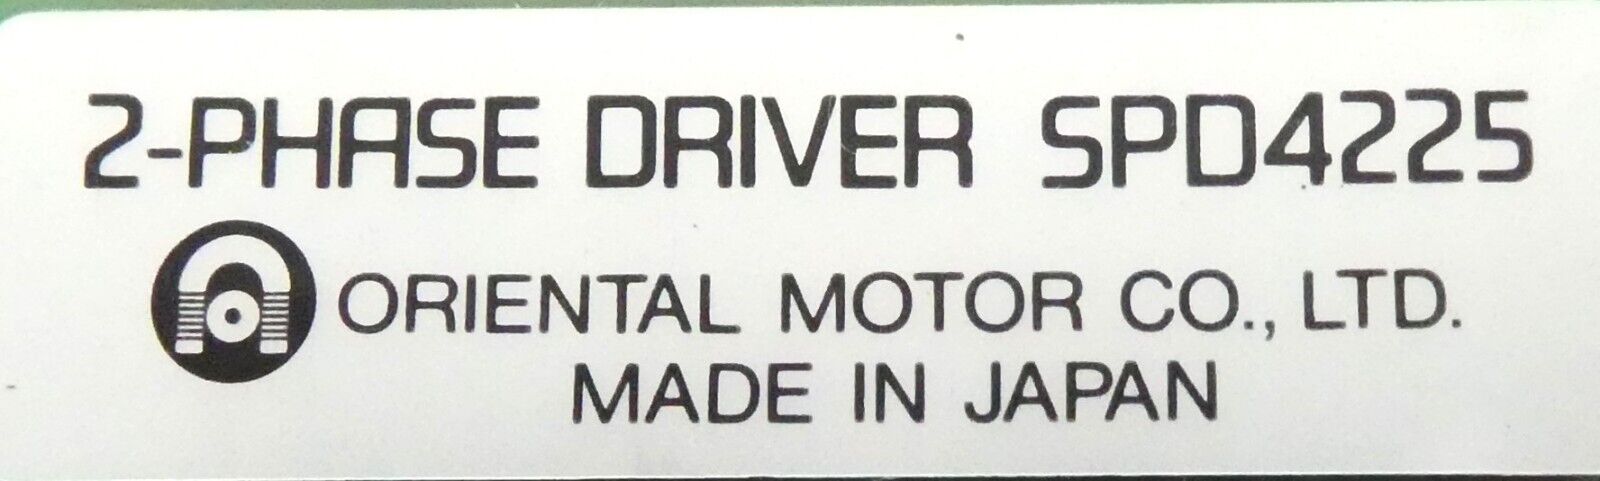 2-PHASE DRIVER SPD4225
ORIENTAL MOTOR CO., LTD.
MADE IN JAPAN